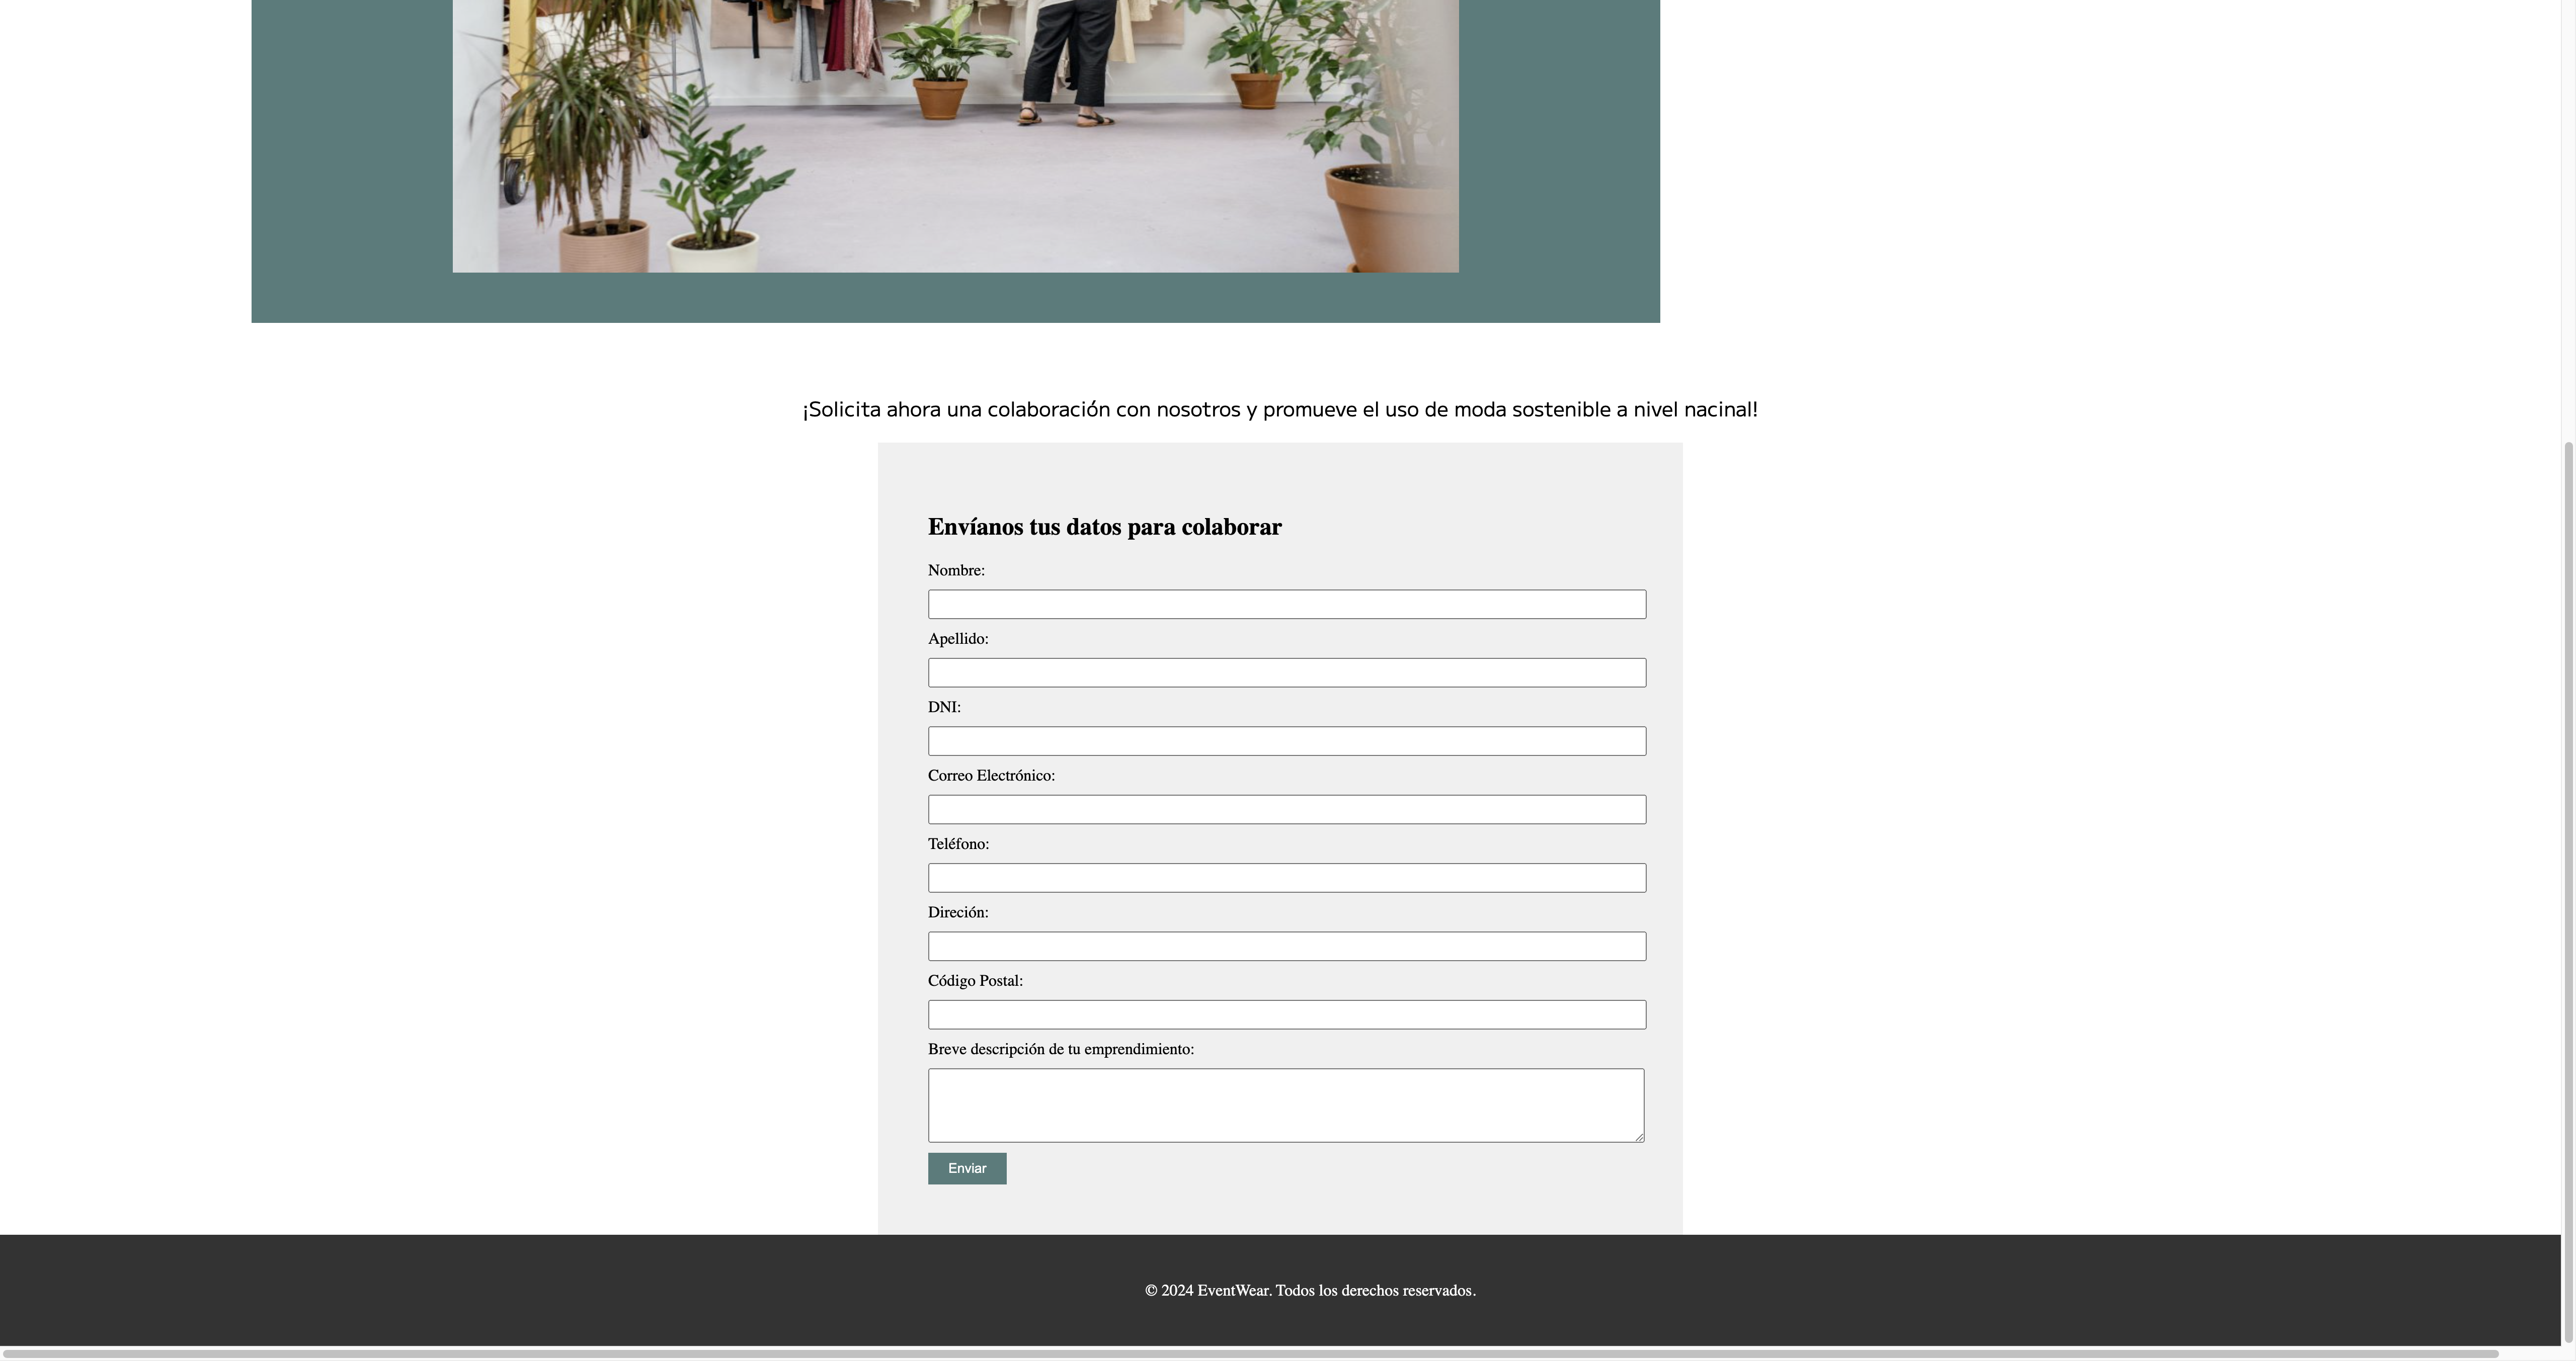 ¡Solicita ahora una colaboración con nosotros y promueve el uso de moda sostenible a nivel nacinal!
Envíanos tus datos para colaborar
Nombre:
Apellido:
DNI:
Correo Electrónico:
Teléfono:
Direción:
Código Postal:
Breve descripción de tu emprendimiento:
Enviar
© 2024 EventWear. Todos los derechos reservados.